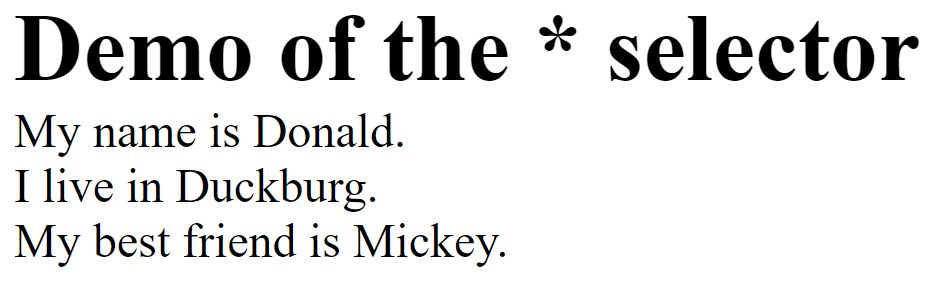 Demo of the * selector
My name is Donald.
I live in Duckburg.
My best friend is Mickey.